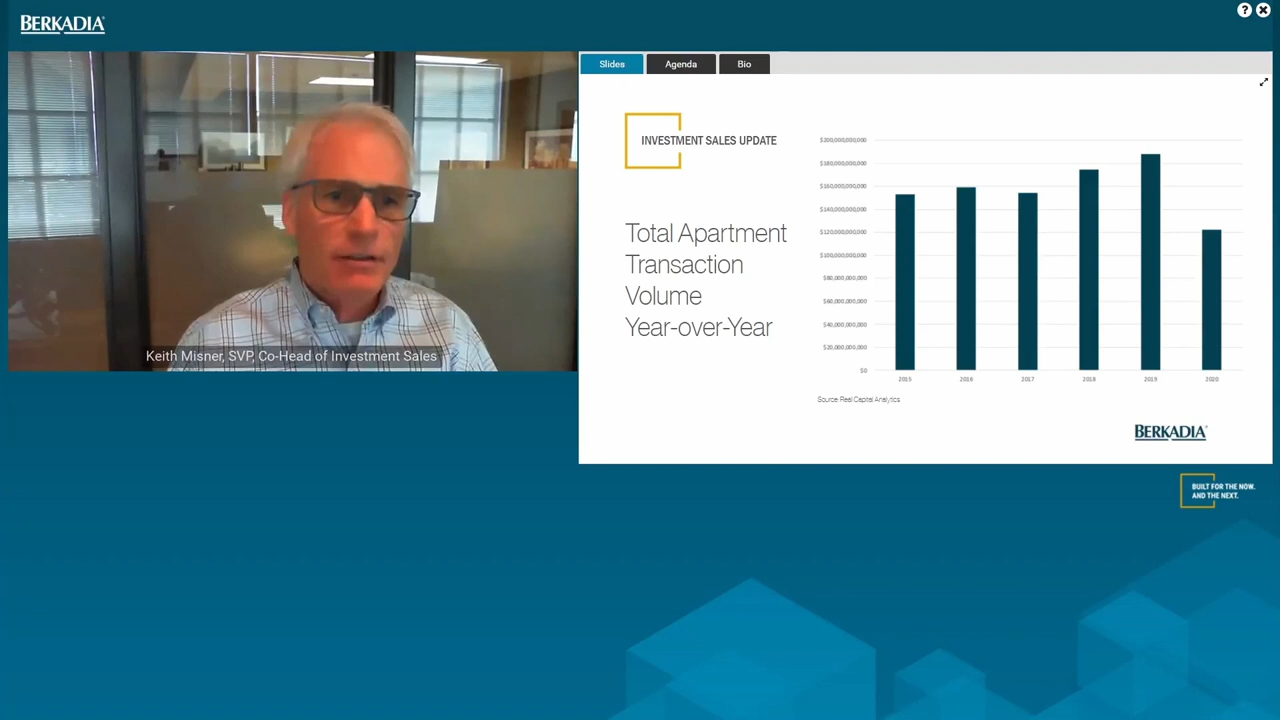 BERKADIA
?
Slides
Agenda
Bio
INVESTMENT SALES UPDATE
Total Apartment
Transaction
Volume
Year-over-Year
$200,000,000,000
$180,000,000,000
$160,000,000,000
$140,000,000,000
$120,000,000,000
$100,000,000,000
$80,000,000,000
$60,000,000,000
$40,000,000,000
$20,000,000,000
$0
2015
2016
2017
2018
2019
2020
Source: Real Capital Analytics
Keith Misner, SVP, Co-Head of Investment Sales
BERKADIA
BUILT FOR THE NOW.
AND THE NEXT.